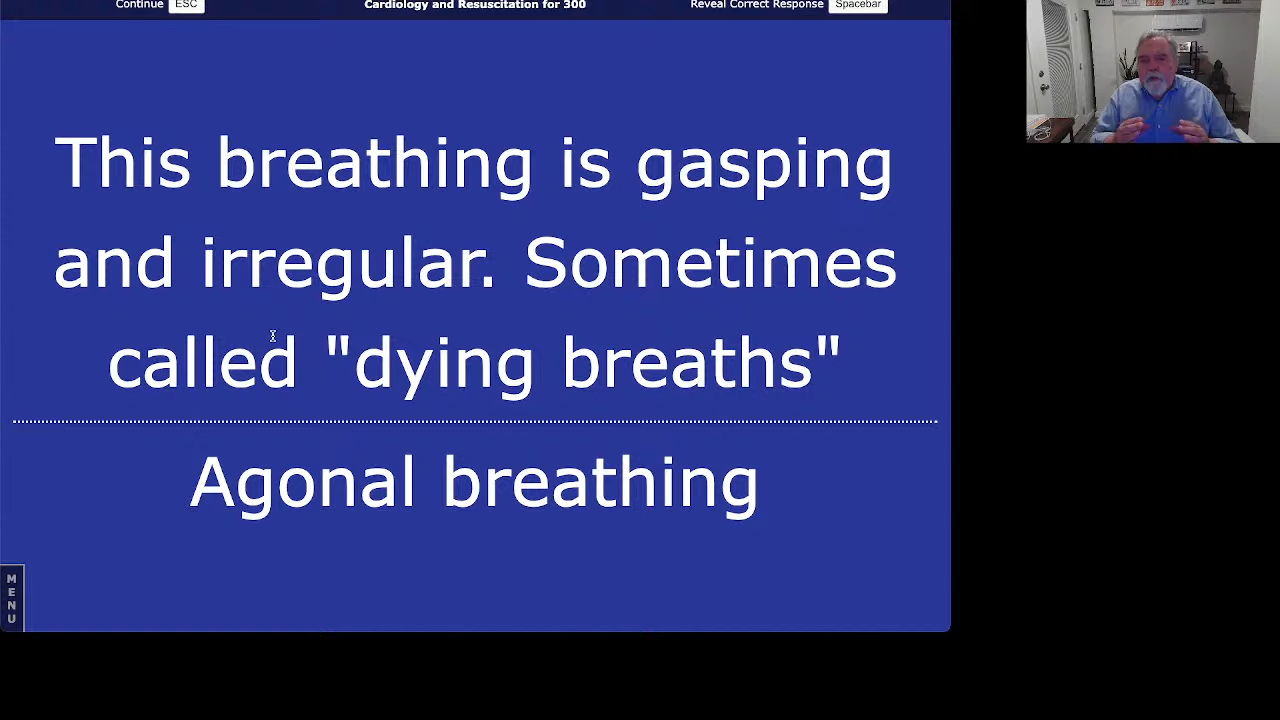 Continue ESC Cardiology and Resuscitation for 300 Reveal Correct Response Spacebar
This breathing is gasping
and irregular. Sometimes
called "dying breaths"
Agonal breathing
MENU